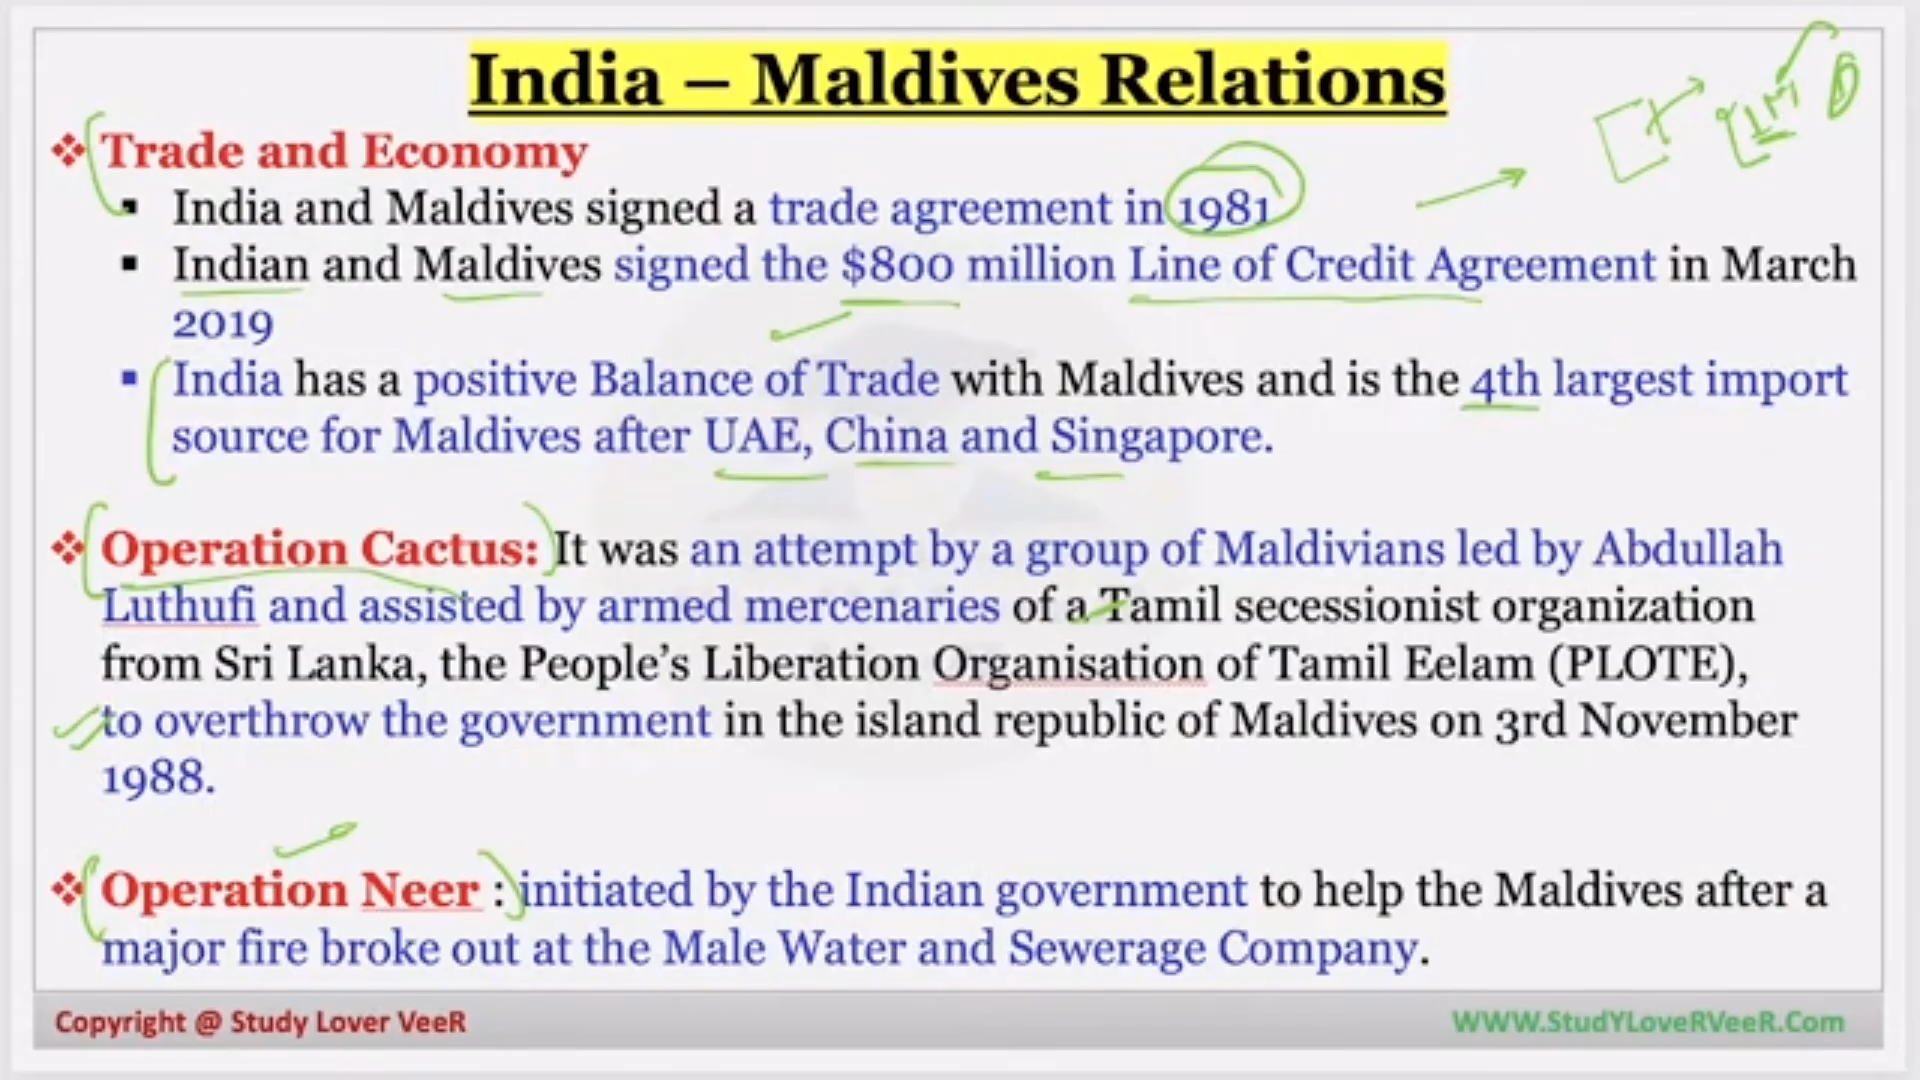 India – Maldives Relations
❖ Trade and Economy
▪ India and Maldives signed a trade agreement in 1981
▪ Indian and Maldives signed the $800 million Line of Credit Agreement in March
2019
▪ India has a positive Balance of Trade with Maldives and is the 4th largest import
source for Maldives after UAE, China and Singapore.
❖ Operation Cactus: It was an attempt by a group of Maldivians led by Abdullah
Luthufi and assisted by armed mercenaries of a Tamil secessionist organization
from Sri Lanka, the People’s Liberation Organisation of Tamil Eelam (PLOTE),
to overthrow the government in the island republic of Maldives on 3rd November
1988.
❖ Operation Neer : initiated by the Indian government to help the Maldives after a
major fire broke out at the Male Water and Sewerage Company.
Copyright @ Study Lover VeeR
WWW.StudYLoveRVeeR.Com